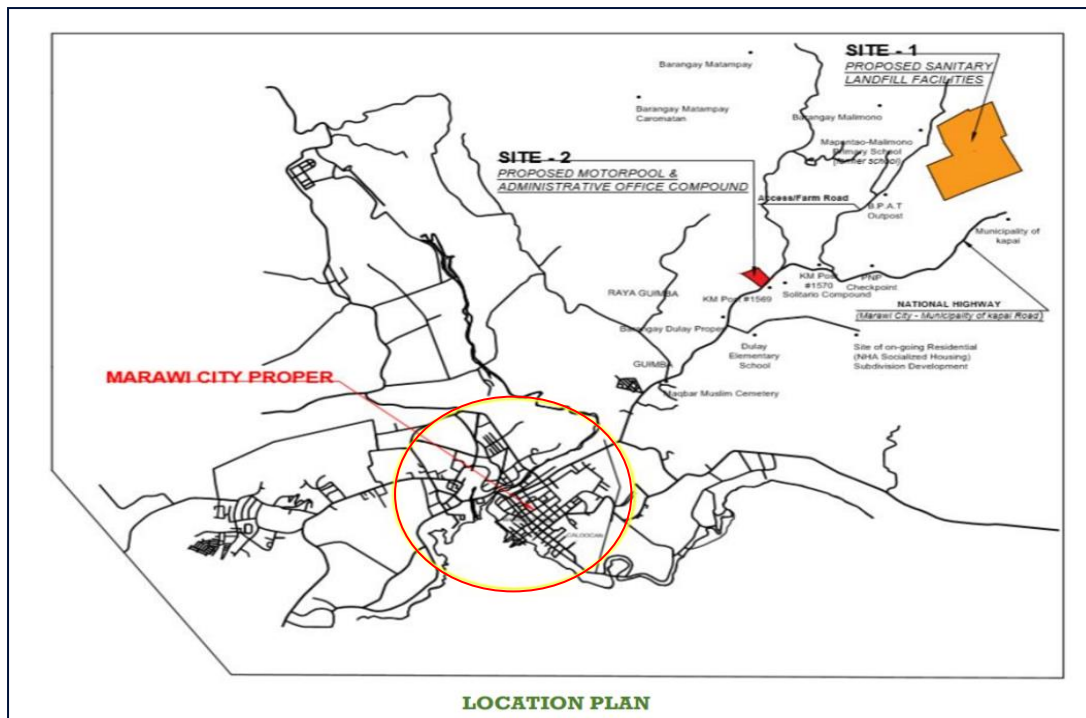 SITE - 1
PROPOSED SANITARY
LANDFILL FACILITIES
Barangay Matampay
Barangay Matampay
Caromatan
Barangay Malimono
Mapantao-Malimono
Primary School
(former school)
SITE - 2
PROPOSED MOTORPOOL &
ADMINISTRATIVE OFFICE COMPOUND
Access/Farm Road
B.P.A.T
Outpost
Municipality of
kapai
KM Post
#1570
PNP
Checkpoint
Solitario Compound
KM Post #1569
RAYA GUIMBA
NATIONAL HIGHWAY
(Marawi City - Municipality of kapai Road)
Barangay Dulay Proper
Dulay
Elementary
School
Site of on-going Residential
(NHA Socialized Housing)
Subdivision Development
GUIMBA
Maqbar Muslim Cemetery
MARAWI CITY PROPER
CALOOCAN
LOCATION PLAN